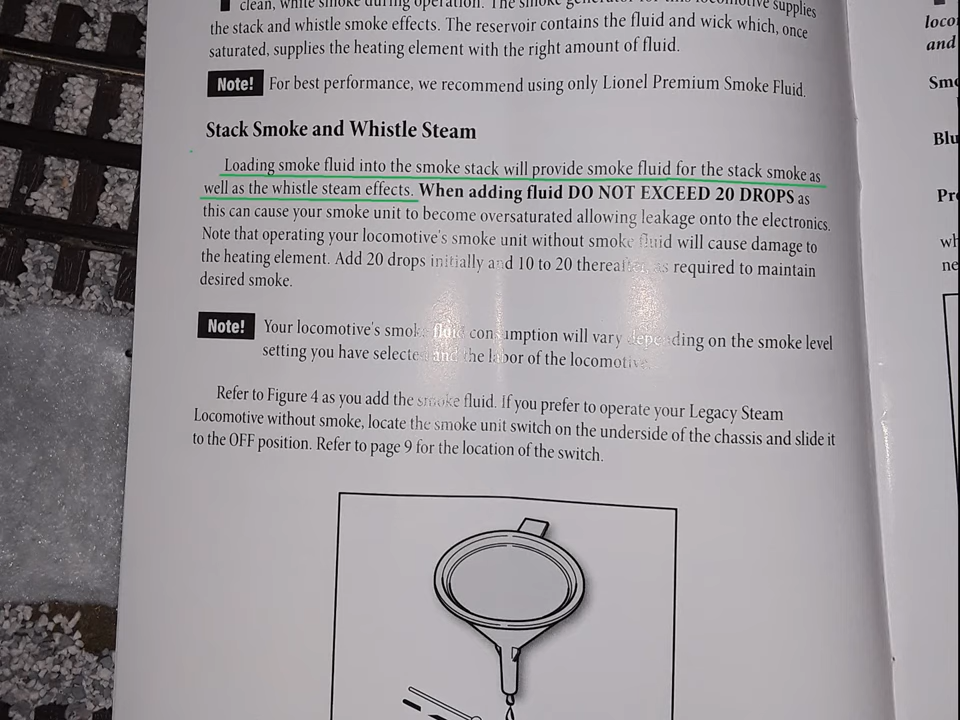 clean, white smoke during operation. The smoke generator for this locomotive supplies
the stack and whistle smoke effects. The reservoir contains the fluid and wick which, once
saturated, supplies the heating element with the right amount of fluid.
Note! For best performance, we recommend using only Lionel Premium Smoke Fluid.
Stack Smoke and Whistle Steam
Loading smoke fluid into the smoke stack will provide smoke fluid for the stack smoke as
well as the whistle steam effects. When adding fluid DO NOT EXCEED 20 DROPS as
this can cause your smoke unit to become oversaturated allowing leakage onto the electronics.
Note that operating your locomotive's smoke unit without smoke fluid will cause damage to
the heating element. Add 20 drops initially and 10 to 20 thereafter as required to maintain
desired smoke.
Note! Your locomotive's smoke fluid consumption will vary depending on the smoke level
setting you have selected and the labor of the locomotive.
Refer to Figure 4 as you add the smoke fluid. If you prefer to operate your Legacy Steam
Locomotive without smoke, locate the smoke unit switch on the underside of the chassis and slide it
to the OFF position. Refer to page 9 for the location of the switch.
and